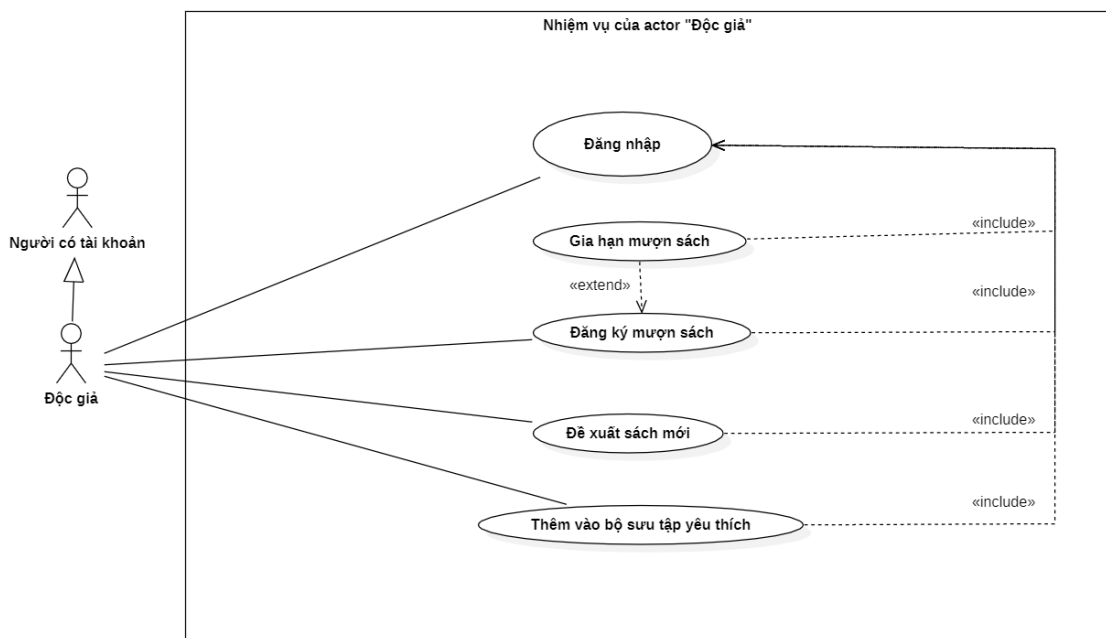 Nhiệm vụ của actor "Độc giả"
Đăng nhập
Người có tài khoản
Gia hạn mượn sách
«include»
«extend»
«include»
Đăng ký mượn sách
Độc giả
Đề xuất sách mới
«include»
«include»
Thêm vào bộ sưu tập yêu thích